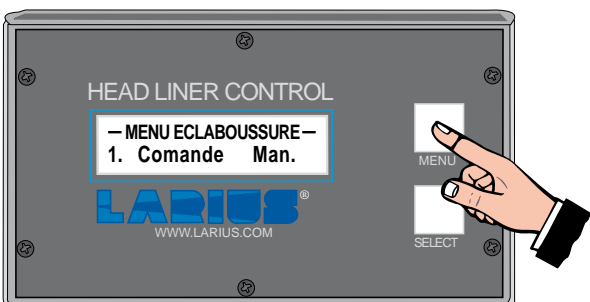 HEAD LINER CONTROL
— MENU ECLABOUSSURE —
1. Comande Man.
LARIUS®
WWW.LARIUS.COM
MENU
SELECT